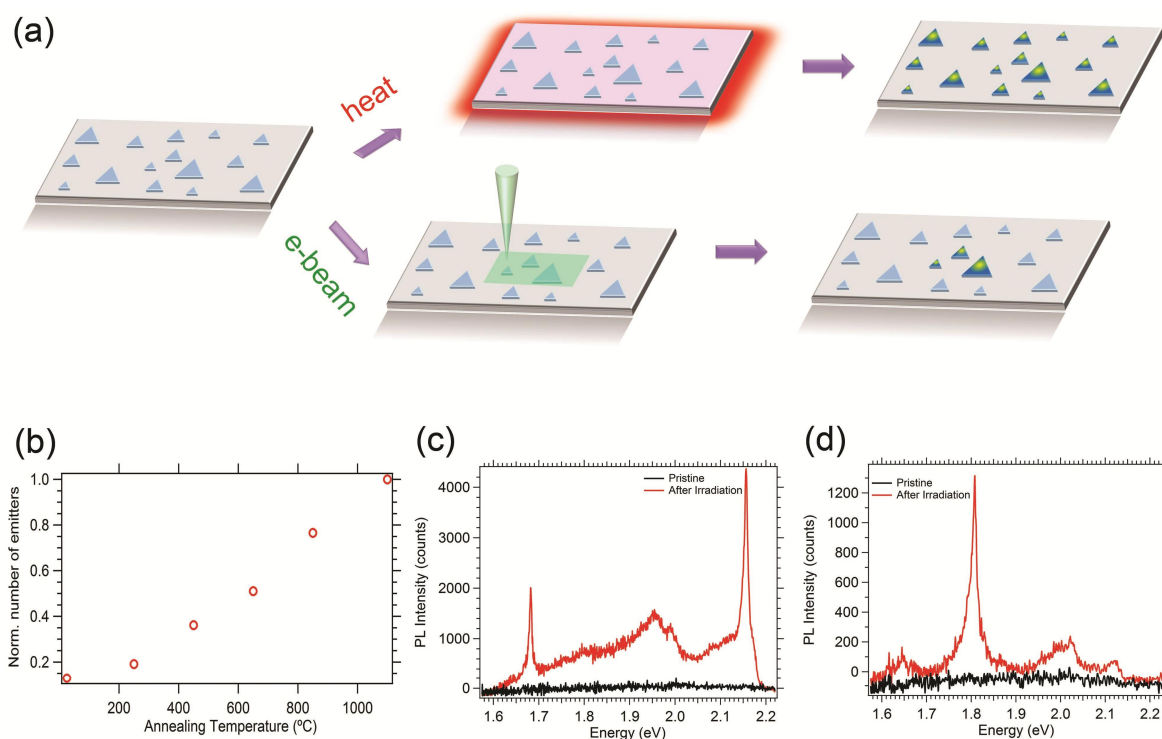 (a)
heat
e-beam
(b)
Norm. number of emitters
1.0
0.8
0.6
0.4
0.2
200
400
600
800
1000
Annealing Temperature (ºC)
(c)
PL Intensity (counts)
4000
3000
2000
1000
0
Pristine
After Irradiation
1.6
1.7
1.8
1.9
2.0
2.1
2.2
Energy (eV)
(d)
PL Intensity (counts)
1200
1000
800
600
400
200
0
Pristine
After Irradiation
1.6
1.7
1.8
1.9
2.0
2.1
2.2
Energy (eV)